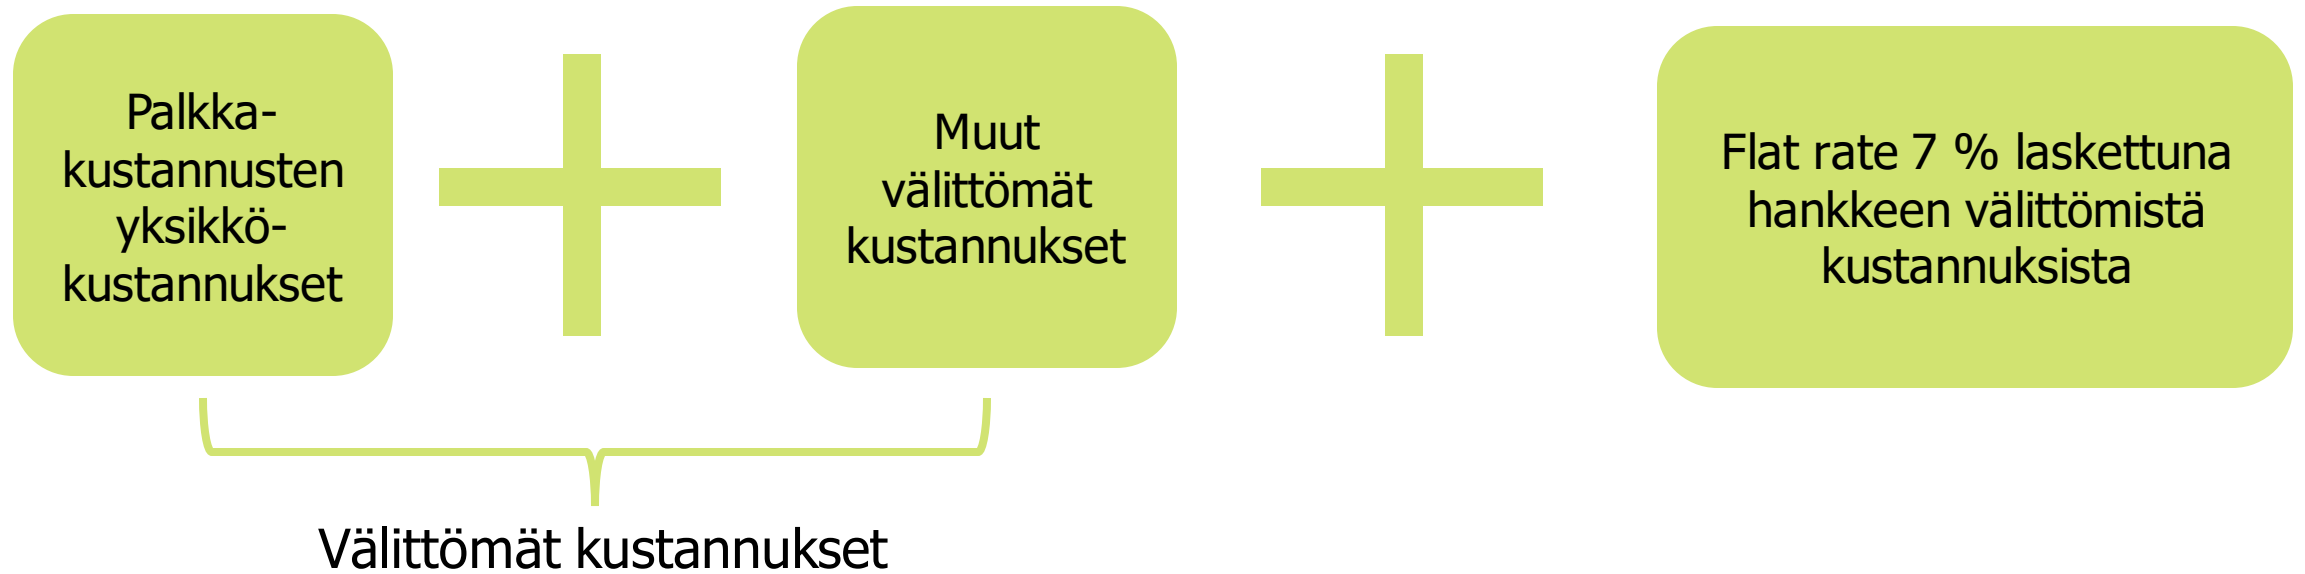 Palkka-
kustannusten
yksikkö-
kustannukset
Muut
välittömät
kustannukset
Flat rate 7 % laskettuna
hankkeen välittömistä
kustannuksista
Välittömät kustannukset